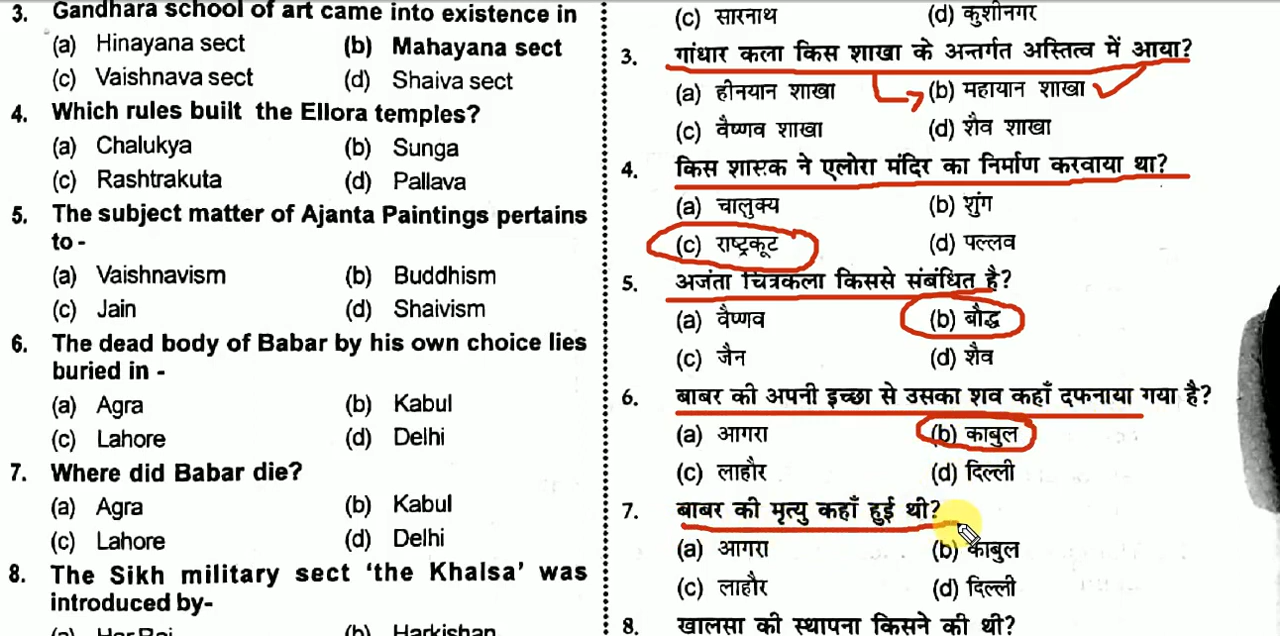 3. Gandhara school of art came into existence in
(a) Hinayana sect (b) Mahayana sect
(c) Vaishnava sect (d) Shaiva sect
4. Which rules built the Ellora temples?
(a) Chalukya (b) Sunga
(c) Rashtrakuta (d) Pallava
5. The subject matter of Ajanta Paintings pertains
to -
(a) Vaishnavism (b) Buddhism
(c) Jain (d) Shaivism
6. The dead body of Babar by his own choice lies
buried in -
(a) Agra (b) Kabul
(c) Lahore (d) Delhi
7. Where did Babar die?
(a) Agra (b) Kabul
(c) Lahore (d) Delhi
8. The Sikh military sect ‘the Khalsa’ was
introduced by-
(a) Har Rai (b) Harkishan
(c) सारनाथ (d) कुशीनगर
3. गांधार कला किस शाखा के अन्तर्गत अस्तित्व में आया?
(a) हीनयान शाखा (b) महायान शाखा
(c) वैष्णव शाखा (d) शैव शाखा
4. किस शासक ने एलोरा मंदिर का निर्माण करवाया था?
(a) चालुक्य (b) शुंग
(c) राष्ट्रकूट (d) पल्लव
5. अजंता चित्रकला किससे संबंधित है?
(a) वैष्णव (b) बौद्ध
(c) जैन (d) शैव
6. बाबर की अपनी इच्छा से उसका शव कहाँ दफनाया गया है?
(a) आगरा (b) काबुल
(c) लाहौर (d) दिल्ली
7. बाबर की मृत्यु कहाँ हुई थी?
(a) आगरा (b) काबुल
(c) लाहौर (d) दिल्ली
8. खालसा की स्थापना किसने की थी?